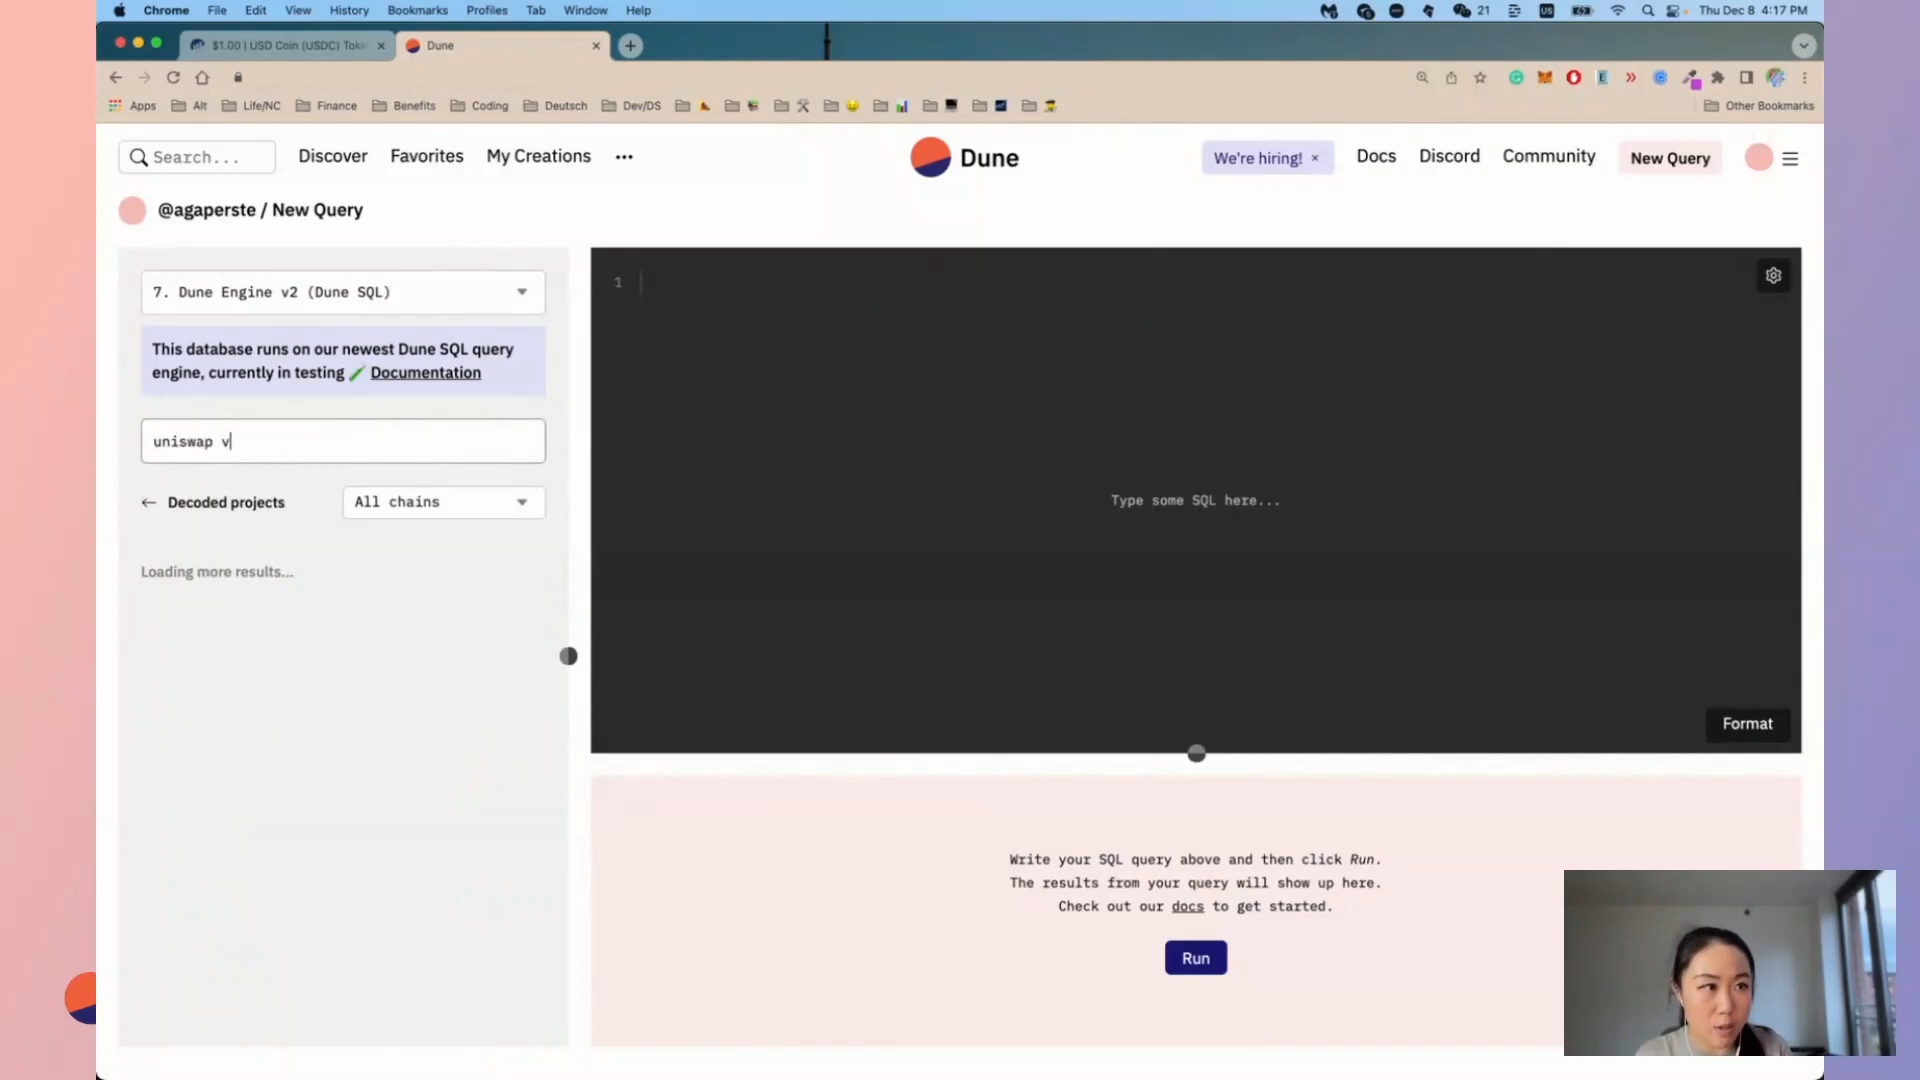 Chrome File Edit View History Bookmarks Profiles Tab Window Help 21 US Thu Dec 8 4:17 PM
$1.00 | USD Coin (USDC) Toke
Dune
Apps Alt Life/NC Finance Benefits Coding Deutsch Dev/DS Other Bookmarks
Search... Discover Favorites My Creations ••• Dune We're hiring! × Docs Discord Community New Query
@agaperste / New Query
7. Dune Engine v2 (Dune SQL)
This database runs on our newest Dune SQL query
engine, currently in testing Documentation
uniswap v
← Decoded projects All chains
Loading more results...
1
Type some SQL here...
Format
Write your SQL query above and then click Run.
The results from your query will show up here.
Check out our docs to get started.
Run